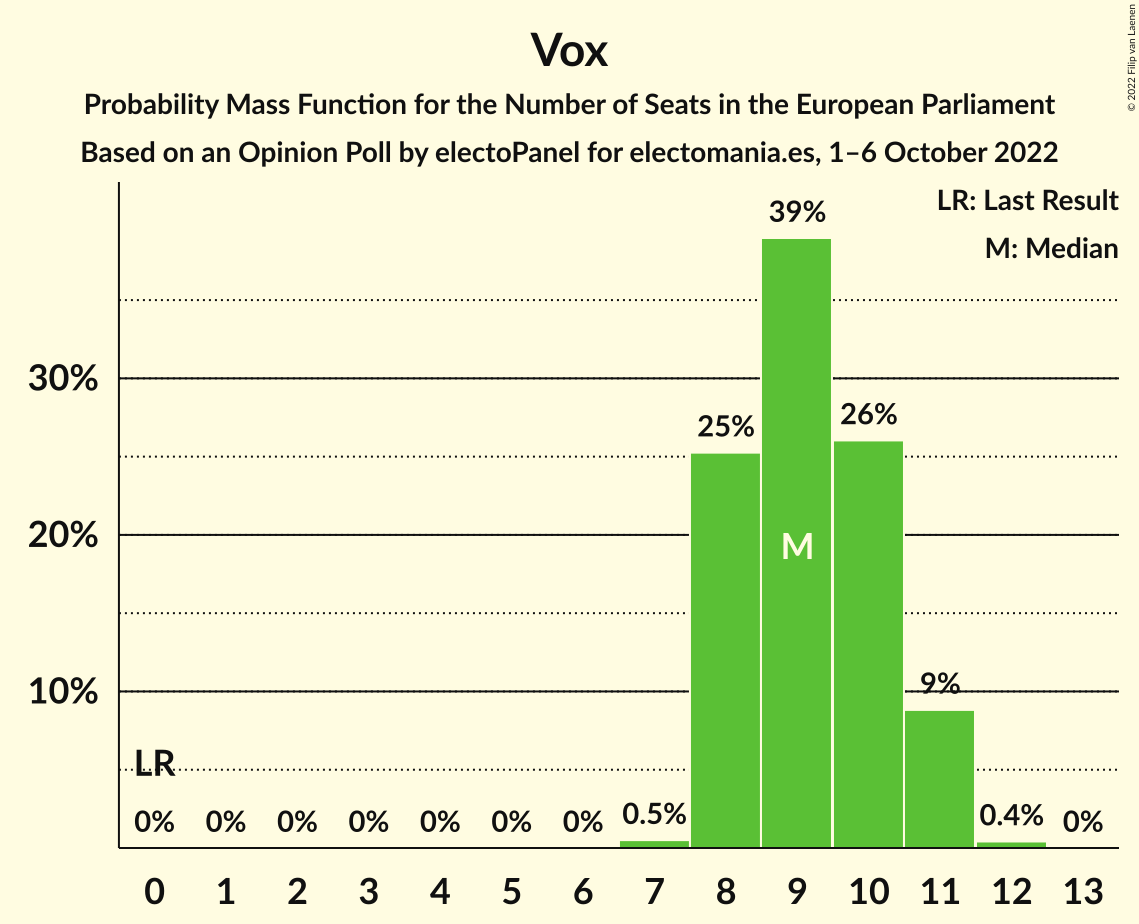 Vox
Probability Mass Function for the Number of Seats in the European Parliament
Based on an Opinion Poll by electoPanel for electomania.es, 1–6 October 2022
© 2022 Filip van Laenen
LR: Last Result
M: Median
39%
30%
26%
25%
20%
M
10%
9%
LR
0% 0% 0% 0% 0% 0% 0% 0.5% 0.4% 0%
0 1 2 3 4 5 6 7 8 9 10 11 12 13